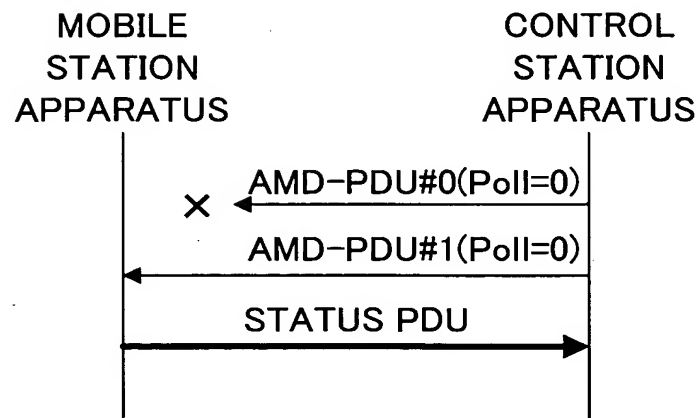 MOBILE
STATION
APPARATUS
CONTROL
STATION
APPARATUS
AMD-PDU#0(Poll=0)
AMD-PDU#1(Poll=0)
STATUS PDU